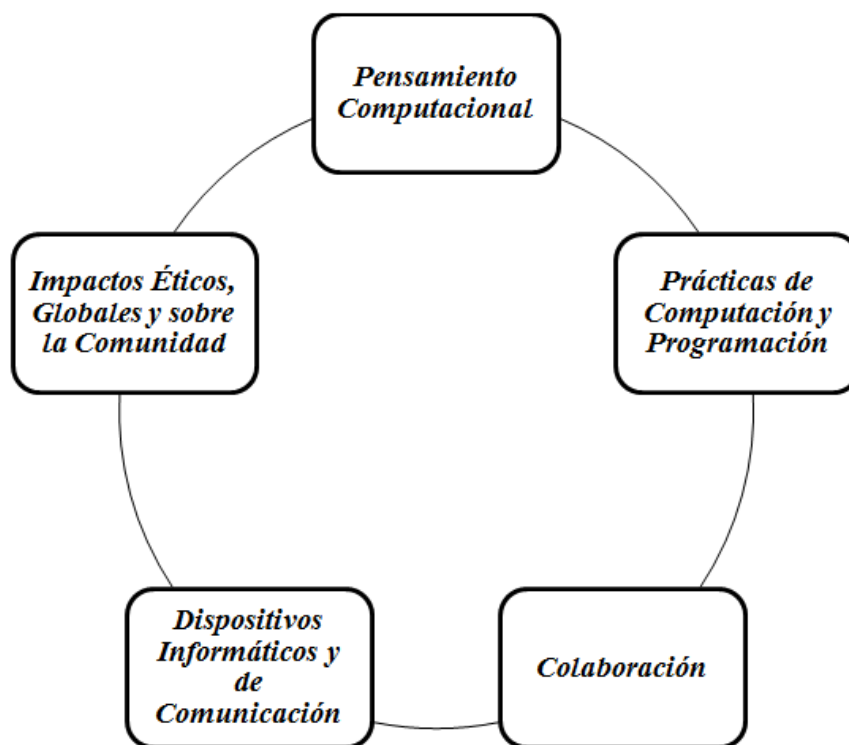 Pensamiento
Computacional
Impactos Éticos,
Globales y sobre
la Comunidad
Prácticas de
Computación y
Programación
Dispositivos
Informáticos y
de
Comunicación
Colaboración